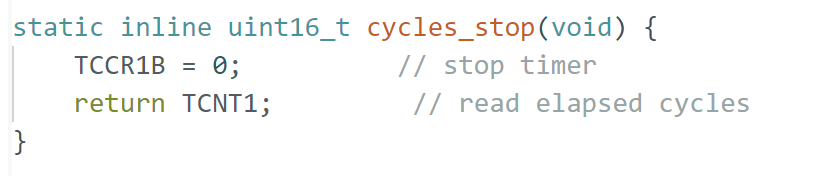 static inline uint16_t cycles_stop(void) {
    TCCR1B = 0;          // stop timer
    return TCNT1;         // read elapsed cycles
}